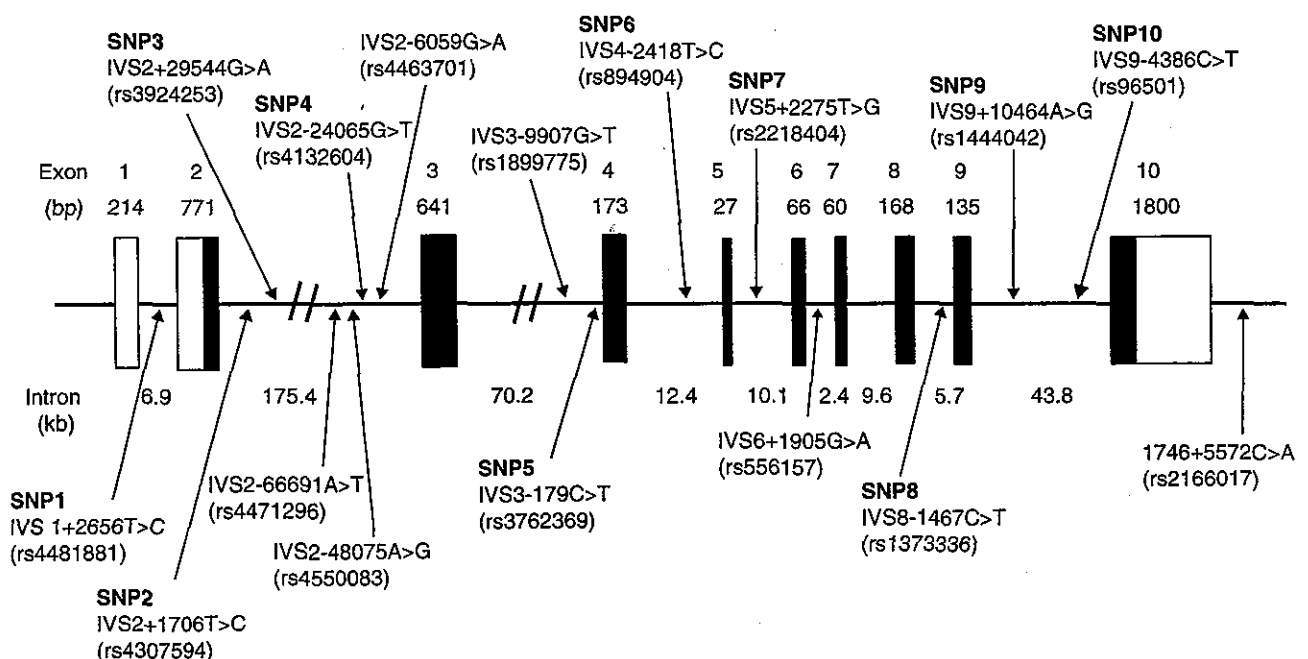 SNP3
IVS2+29544G>A
(rs3924253)
IVS2-6059G>A
(rs4463701)
SNP4
IVS2-24065G>T
(rs4132604)
IVS3-9907G>T
(rs1899775)
SNP6
IVS4-2418T>C
(rs894904)
SNP7
IVS5+2275T>G
(rs2218404)
SNP9
IVS9+10464A>G
(rs1444042)
SNP10
IVS9-4386C>T
(rs96501)
Exon 1 2 3 4 5 6 7 8 9 10
(bp) 214 771 641 173 27 66 60 168 135 1800
Intron 6.9 175.4 70.2 12.4 10.1 2.4 9.6 5.7 43.8
(kb)
SNP1
IVS 1+2656T>C
(rs4481881)
SNP2
IVS2+1706T>C
(rs4307594)
IVS2-66691A>T
(rs4471296)
IVS2-48075A>G
(rs4550083)
SNP5
IVS3-179C>T
(rs3762369)
IVS6+1905G>A
(rs556157)
SNP8
IVS8-1467C>T
(rs1373336)
1746+5572C>A
(rs2166017)